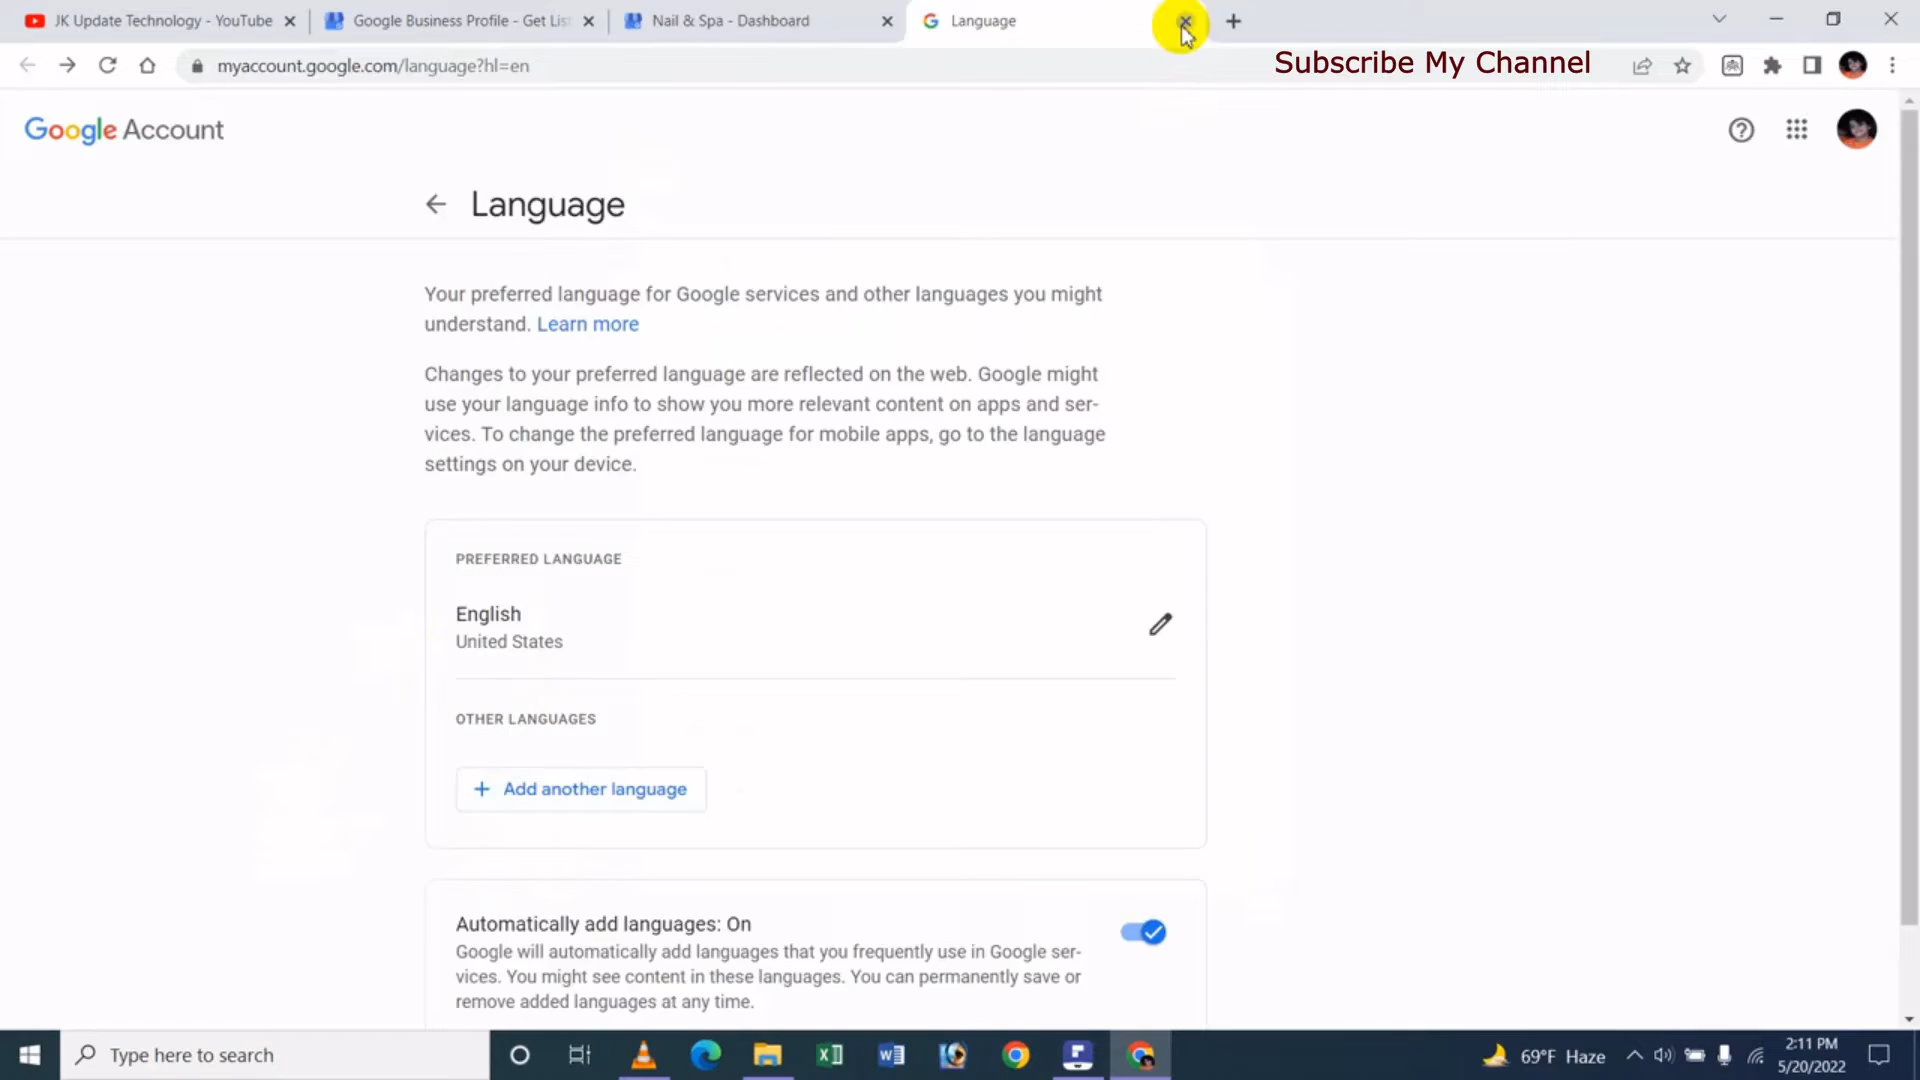 JK Update Technology - YouTube
Google Business Profile - Get Lis
Nail & Spa - Dashboard
Language
myaccount.google.com/language?hl=en
Subscribe My Channel
Google Account
Language
Your preferred language for Google services and other languages you might
understand. Learn more
Changes to your preferred language are reflected on the web. Google might
use your language info to show you more relevant content on apps and ser-
vices. To change the preferred language for mobile apps, go to the language
settings on your device.
PREFERRED LANGUAGE
English
United States
OTHER LANGUAGES
+ Add another language
Automatically add languages: On
Google will automatically add languages that you frequently use in Google ser-
vices. You might see content in these languages. You can permanently save or
remove added languages at any time.
Type here to search
69°F Haze
2:11 PM
5/20/2022